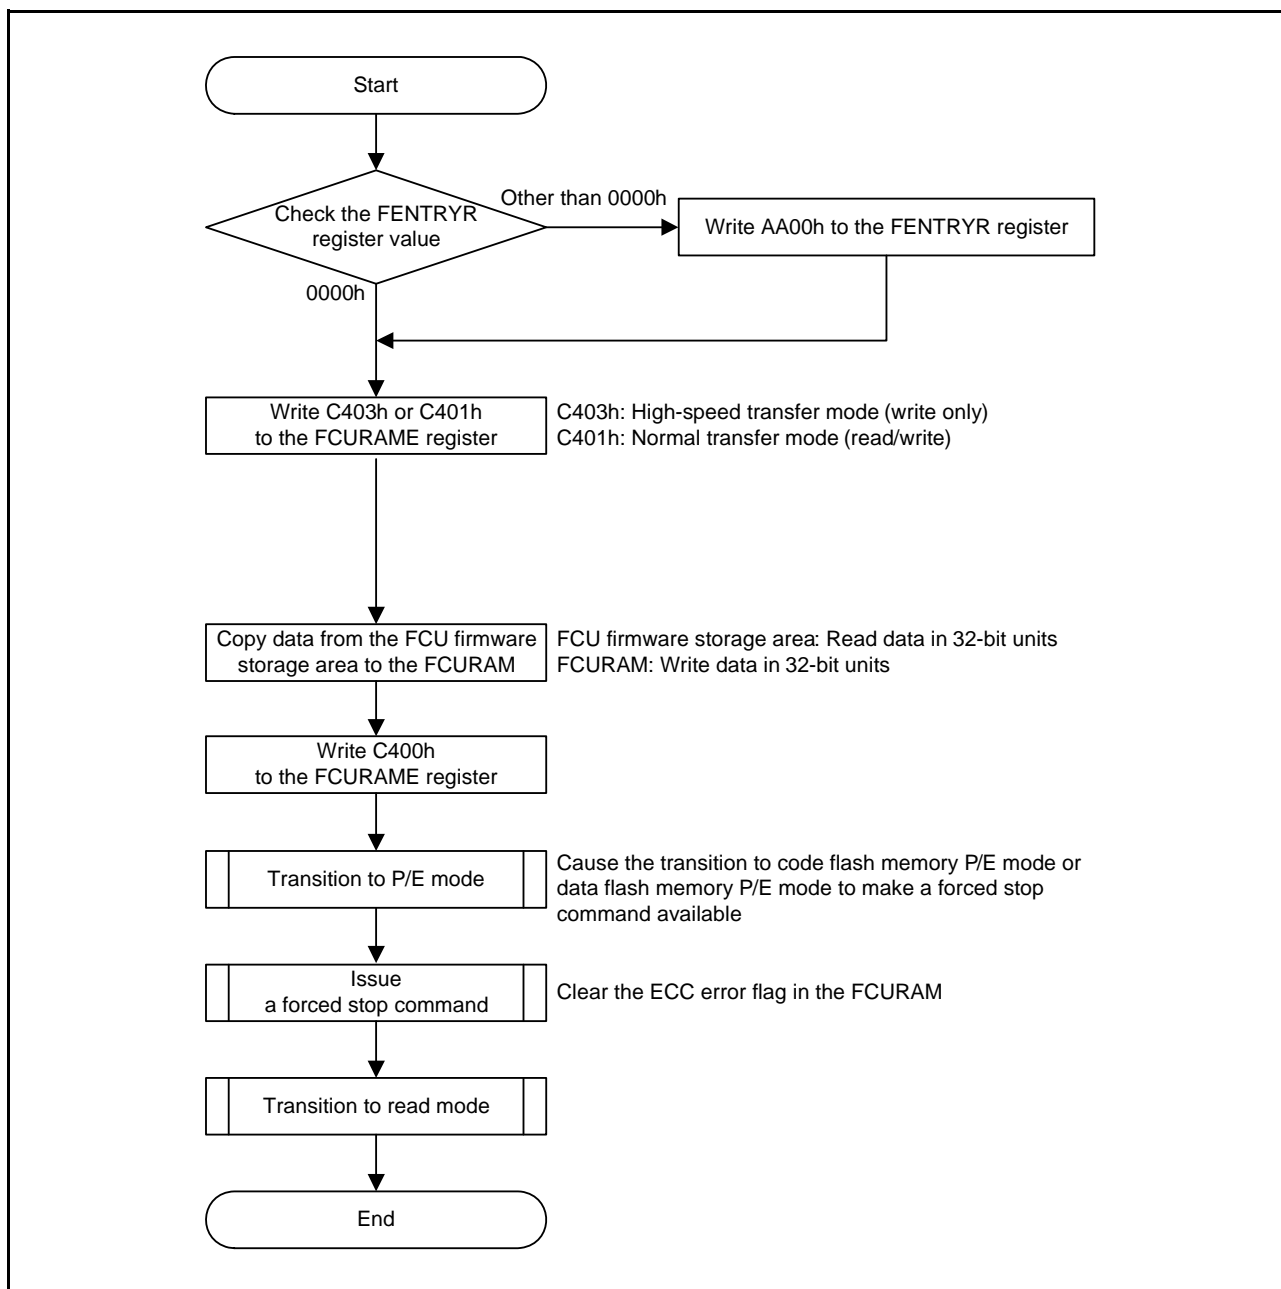 Start
Check the FENTRYR
register value
Other than 0000h
Write AA00h to the FENTRYR register
0000h
Write C403h or C401h
to the FCURAME register
C403h: High-speed transfer mode (write only)
C401h: Normal transfer mode (read/write)
Copy data from the FCU firmware
storage area to the FCURAM
FCU firmware storage area: Read data in 32-bit units
FCURAM: Write data in 32-bit units
Write C400h
to the FCURAME register
Transition to P/E mode
Cause the transition to code flash memory P/E mode or
data flash memory P/E mode to make a forced stop
command available
Issue
a forced stop command
Clear the ECC error flag in the FCURAM
Transition to read mode
End